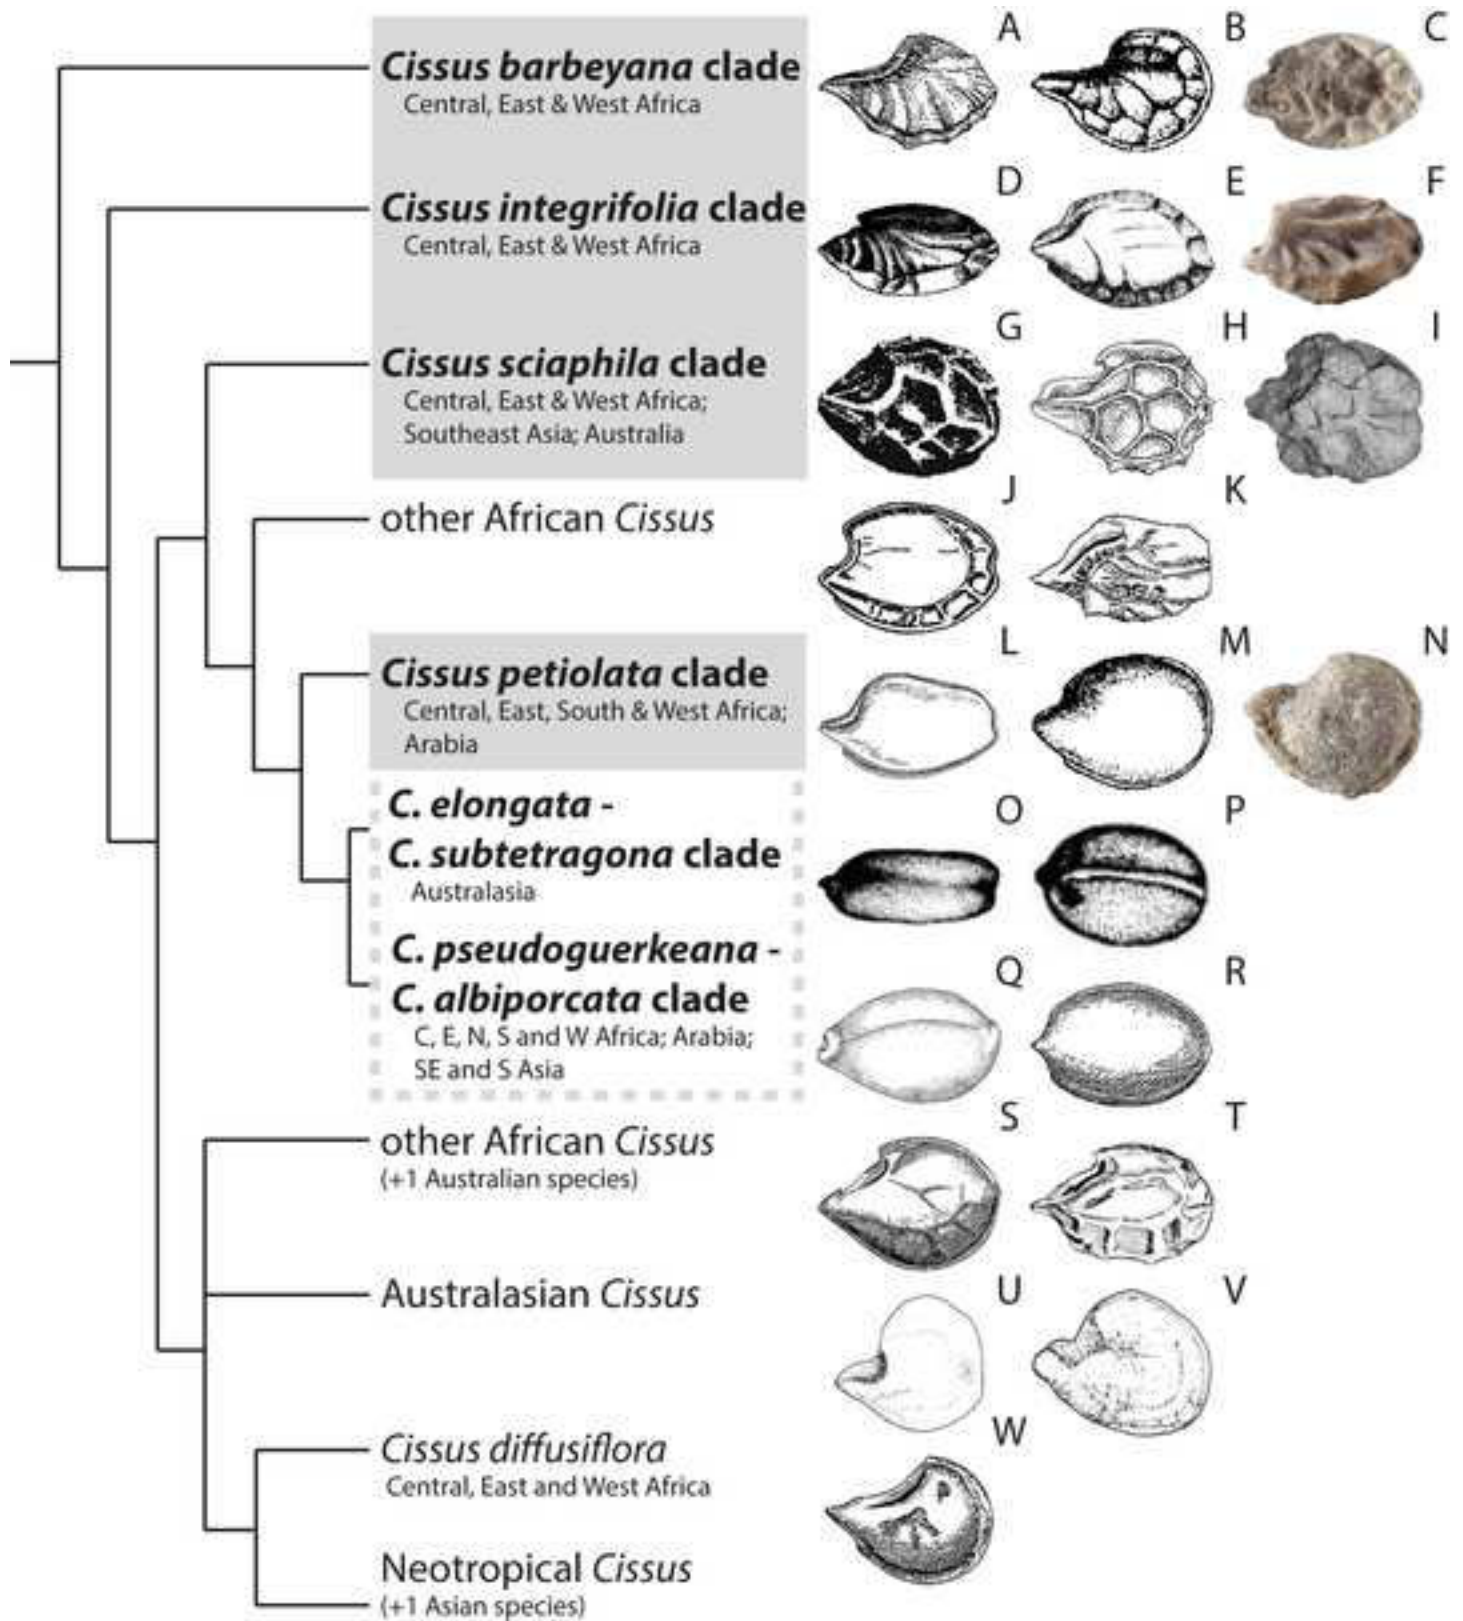 A B C
Cissus barbeyana clade
Central, East & West Africa
D E F
Cissus integrifolia clade
Central, East & West Africa
G H I
Cissus sciaphila clade
Central, East & West Africa;
Southeast Asia; Australia
J K
other African Cissus
L M N
Cissus petiolata clade
Central, East, South & West Africa;
Arabia
C. elongata -
O P
C. subtetragona clade
Australasia
C. pseudoguerkeana -
Q R
C. albiporcata clade
C, E, N, S and W Africa; Arabia;
SE and S Asia
S T
other African Cissus
(+1 Australian species)
U V
Australasian Cissus
W
Cissus diffusiflora
Central, East and West Africa
Neotropical Cissus
(+1 Asian species)